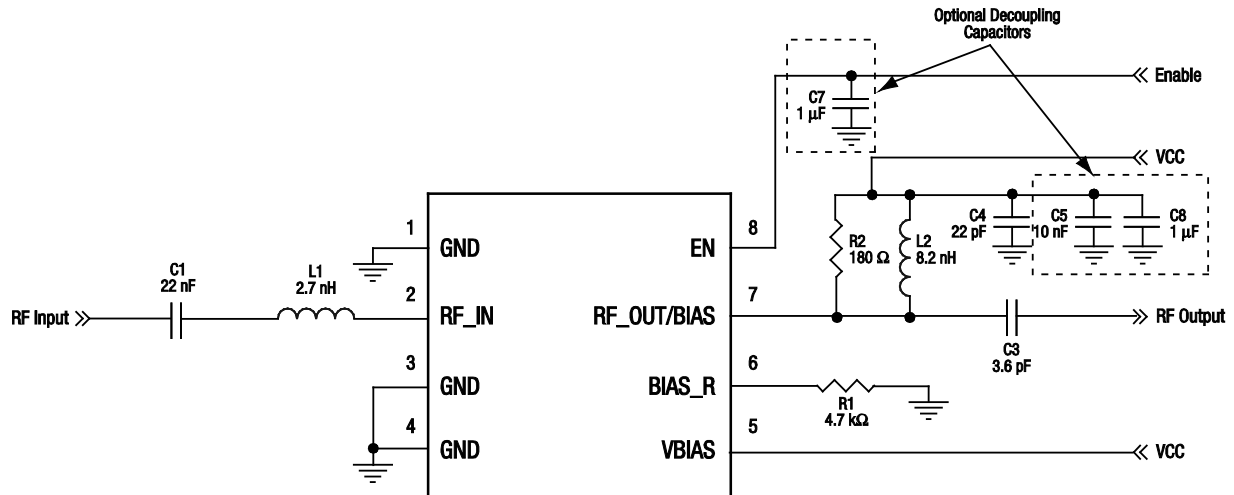 Optional Decoupling
Capacitors
Enable
C7
1 µF
VCC
1
GND
8
EN
R2
180 Ω
L2
8.2 nH
C4
22 pF
C5
10 nF
C8
1 µF
C1
22 nF
L1
2.7 nH
RF Input
2
RF_IN
7
RF_OUT/BIAS
RF Output
C3
3.6 pF
3
GND
6
BIAS_R
R1
4.7 kΩ
4
GND
5
VBIAS
VCC